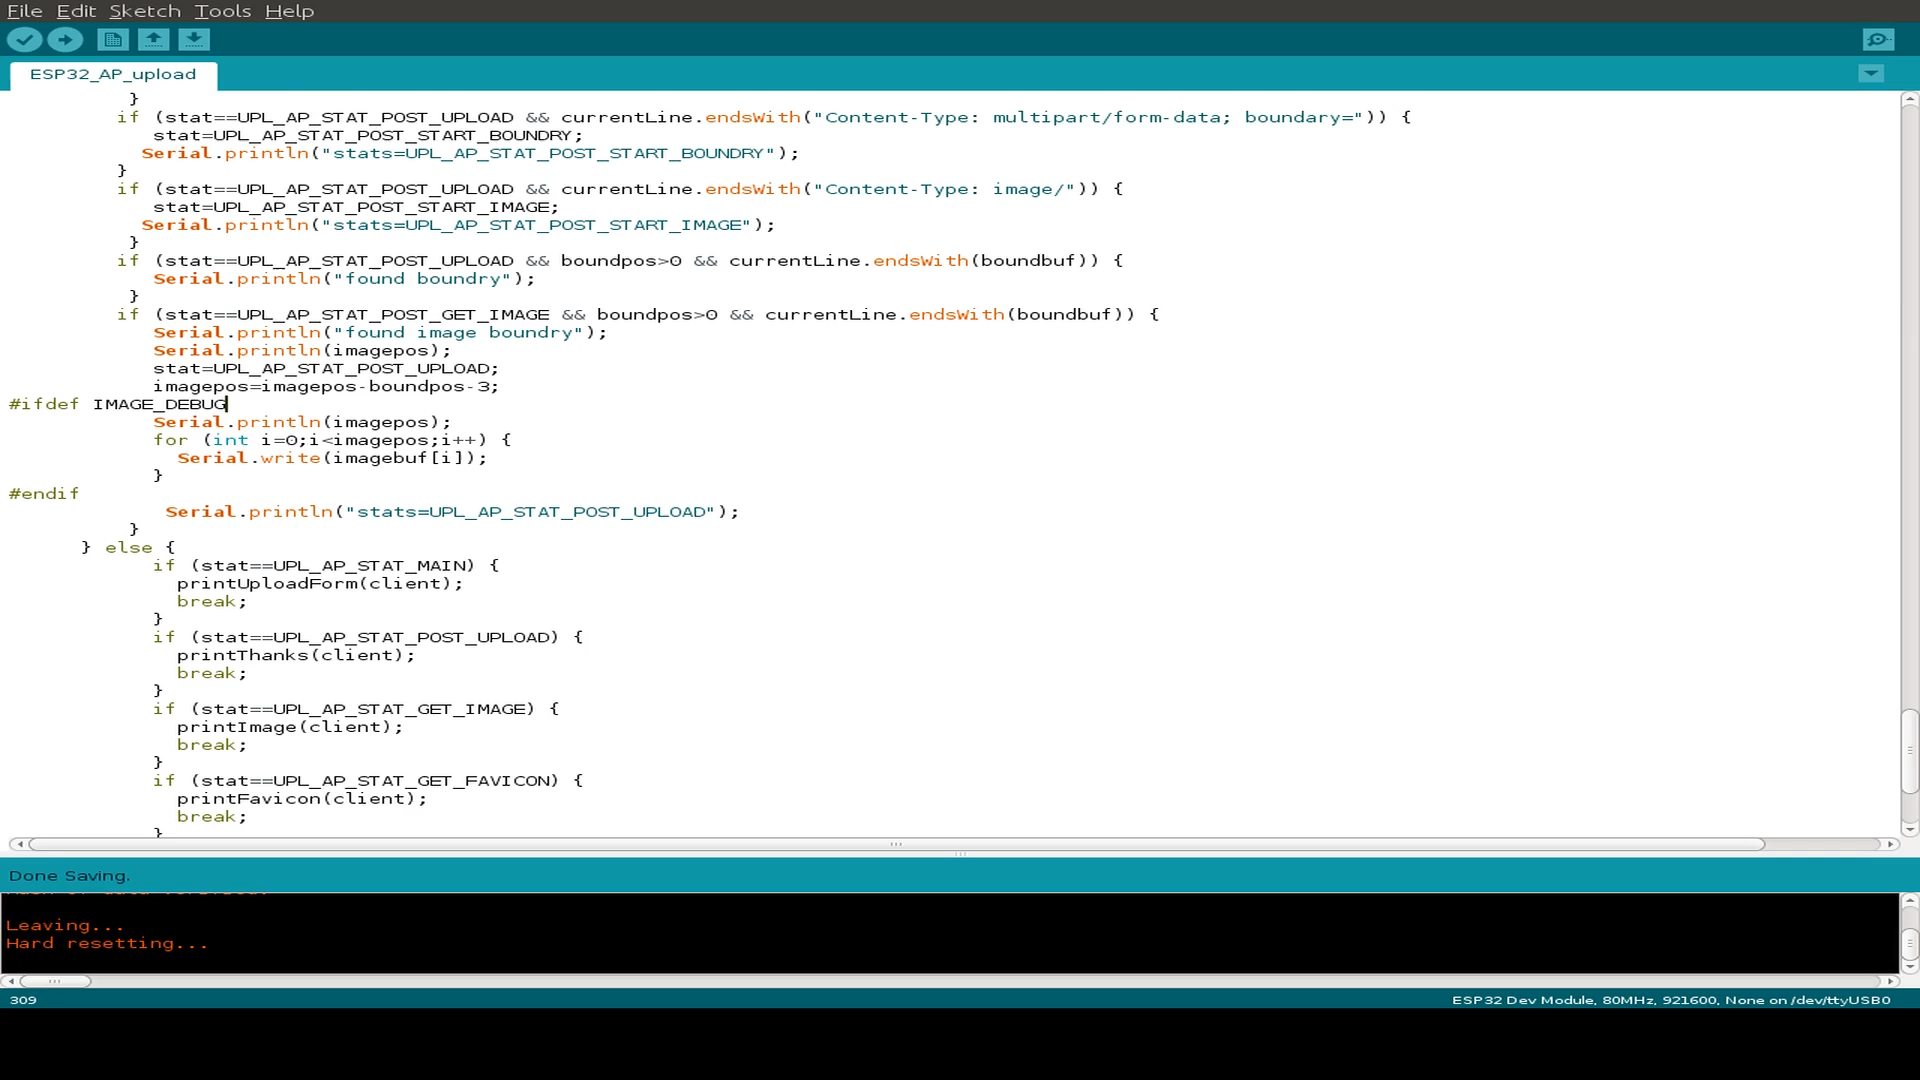 File Edit Sketch Tools Help
ESP32_AP_upload
}
if (stat==UPL_AP_STAT_POST_UPLOAD && currentLine.endsWith("Content-Type: multipart/form-data; boundary=")) {
stat=UPL_AP_STAT_POST_START_BOUNDRY;
Serial.println("stats=UPL_AP_STAT_POST_START_BOUNDRY");
}
if (stat==UPL_AP_STAT_POST_UPLOAD && currentLine.endsWith("Content-Type: image/")) {
stat=UPL_AP_STAT_POST_START_IMAGE;
Serial.println("stats=UPL_AP_STAT_POST_START_IMAGE");
}
if (stat==UPL_AP_STAT_POST_UPLOAD && boundpos>0 && currentLine.endsWith(boundbuf)) {
Serial.println("found boundry");
}
if (stat==UPL_AP_STAT_POST_GET_IMAGE && boundpos>0 && currentLine.endsWith(boundbuf)) {
Serial.println("found image boundry");
Serial.println(imagepos);
stat=UPL_AP_STAT_POST_UPLOAD;
imagepos=imagepos-boundpos-3;
#ifdef IMAGE_DEBUG
Serial.println(imagepos);
for (int i=0;i<imagepos;i++) {
Serial.write(imagebuf[i]);
}
#endif
Serial.println("stats=UPL_AP_STAT_POST_UPLOAD");
}
} else {
if (stat==UPL_AP_STAT_MAIN) {
printUploadForm(client);
break;
}
if (stat==UPL_AP_STAT_POST_UPLOAD) {
printThanks(client);
break;
}
if (stat==UPL_AP_STAT_GET_IMAGE) {
printImage(client);
break;
}
if (stat==UPL_AP_STAT_GET_FAVICON) {
printFavicon(client);
break;
}
Done Saving.
Leaving...
Hard resetting...
309
ESP32 Dev Module, 80MHz, 921600, None on /dev/ttyUSB0